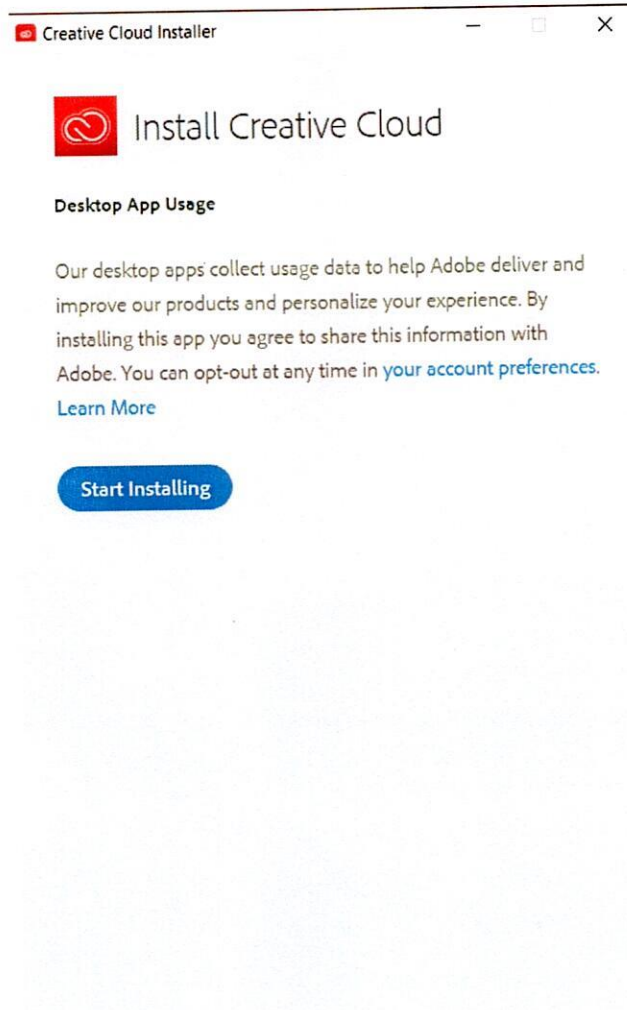 Creative Cloud Installer
Install Creative Cloud
Desktop App Usage
Our desktop apps collect usage data to help Adobe deliver and
improve our products and personalize your experience. By
installing this app you agree to share this information with
Adobe. You can opt-out at any time in your account preferences.
Learn More
Start Installing